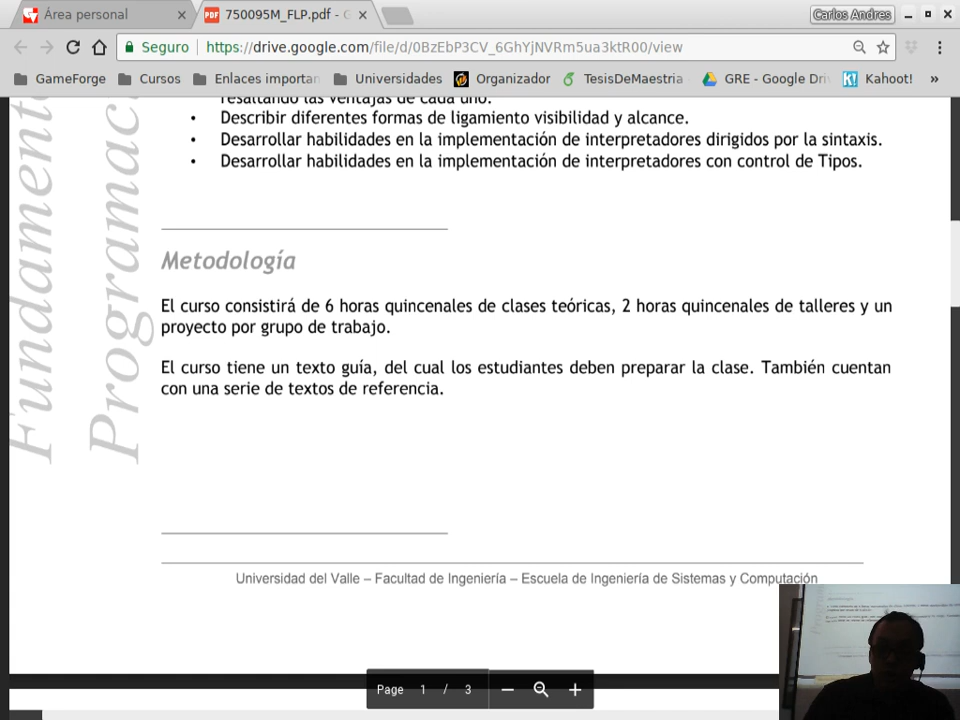 Área personal
750095M_FLP.pdf - G
Carlos Andres
Seguro
https://drive.google.com/file/d/0BzEbP3CV_6GhYjNVRm5ua3ktR00/view
GameForge
Cursos
Enlaces importan
Universidades
Organizador
TesisDeMaestria
GRE - Google Dri
Kahoot!
»
Fundament
Programac
resaltando las ventajas de cada uno.
• Describir diferentes formas de ligamiento visibilidad y alcance.
• Desarrollar habilidades en la implementación de interpretadores dirigidos por la sintaxis.
• Desarrollar habilidades en la implementación de interpretadores con control de Tipos.
Metodología
El curso consistirá de 6 horas quincenales de clases teóricas, 2 horas quincenales de talleres y un
proyecto por grupo de trabajo.
El curso tiene un texto guía, del cual los estudiantes deben preparar la clase. También cuentan
con una serie de textos de referencia.
Universidad del Valle – Facultad de Ingeniería – Escuela de Ingeniería de Sistemas y Computación
Page 1 / 3